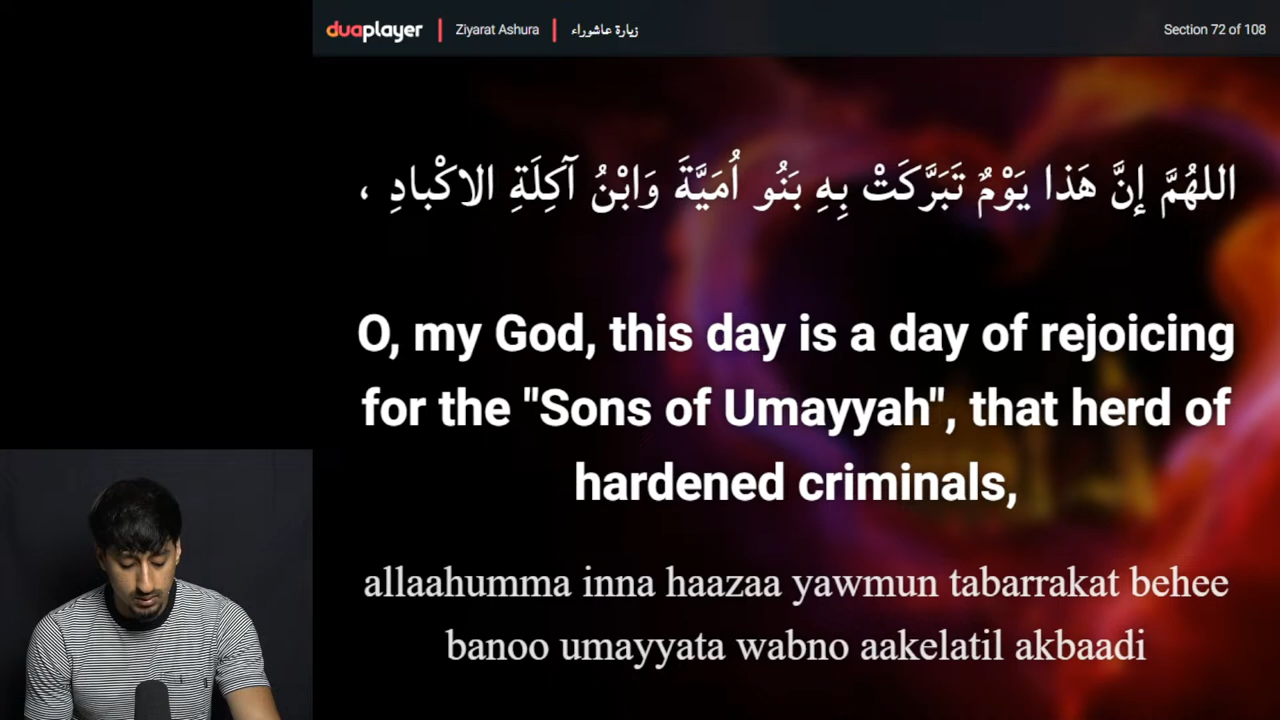 duaplayer | Ziyarat Ashura | زيارة عاشوراء
Section 72 of 108
اللهُمَّ إنَّ هَذا يَوْمٌ تَبَرَّكَتْ بِهِ بَنُو اُمَيَّةَ وَابْنُ آكِلَةِ الاكْبادِ ،
O, my God, this day is a day of rejoicing
for the "Sons of Umayyah", that herd of
hardened criminals,
allaahumma inna haazaa yawmun tabarrakat behee
banoo umayyata wabno aakelatil akbaadi